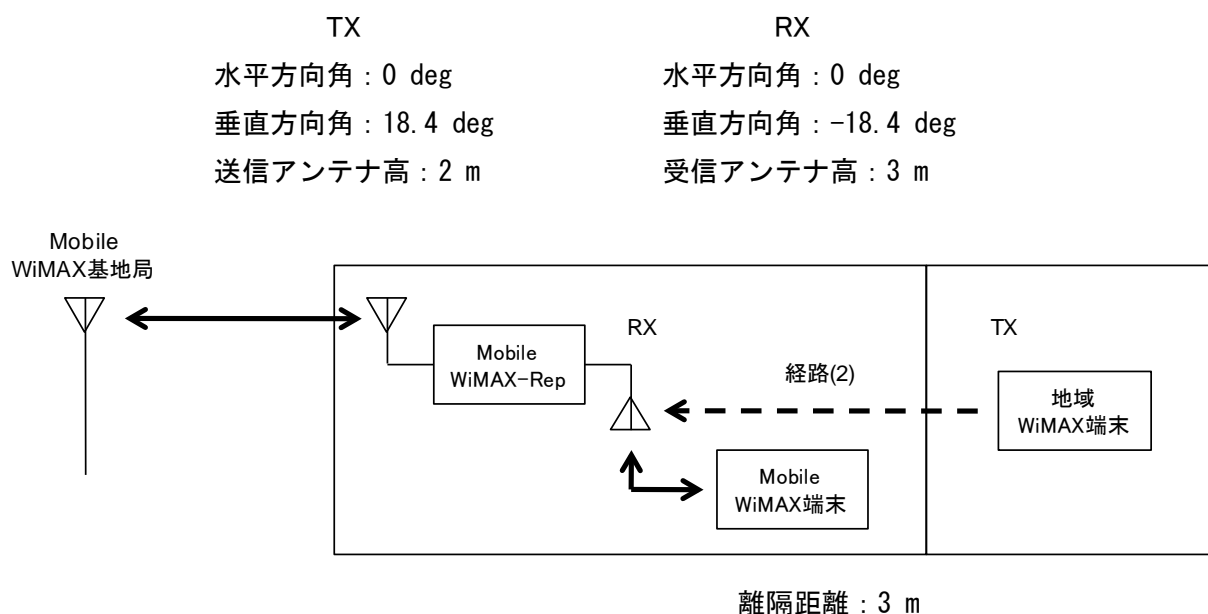 TX
水平方向角：0 deg
垂直方向角：18.4 deg
送信アンテナ高：2 m
RX
水平方向角：0 deg
垂直方向角：-18.4 deg
受信アンテナ高：3 m
Mobile
WiMAX基地局
Mobile
WiMAX-Rep
RX
経路(2)
TX
地域
WiMAX端末
Mobile
WiMAX端末
離隔距離：3 m